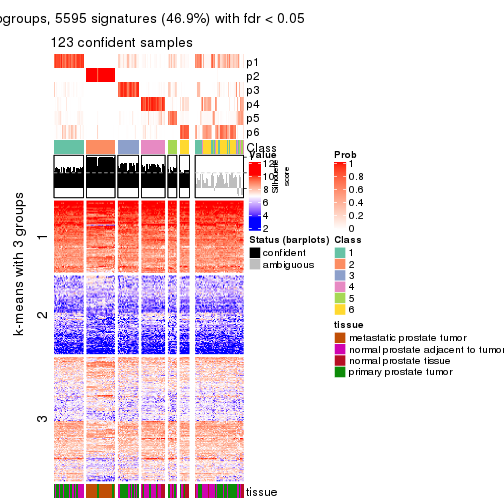 ogroups, 5595 signatures (46.9%) with fdr < 0.05
123 confident samples
p1
p2
p3
p4
p5
p6
Class
Value
12
10
8
6
4
2
Silhouette
score
Prob
1
0.8
0.6
0.4
0.2
0
Status (barplots)
confident
ambiguous
Class
1
2
3
4
5
6
tissue
metastatic prostate tumor
normal prostate adjacent to tumor
normal prostate tissue
primary prostate tumor
k-means with 3 groups
1
2
3
tissue